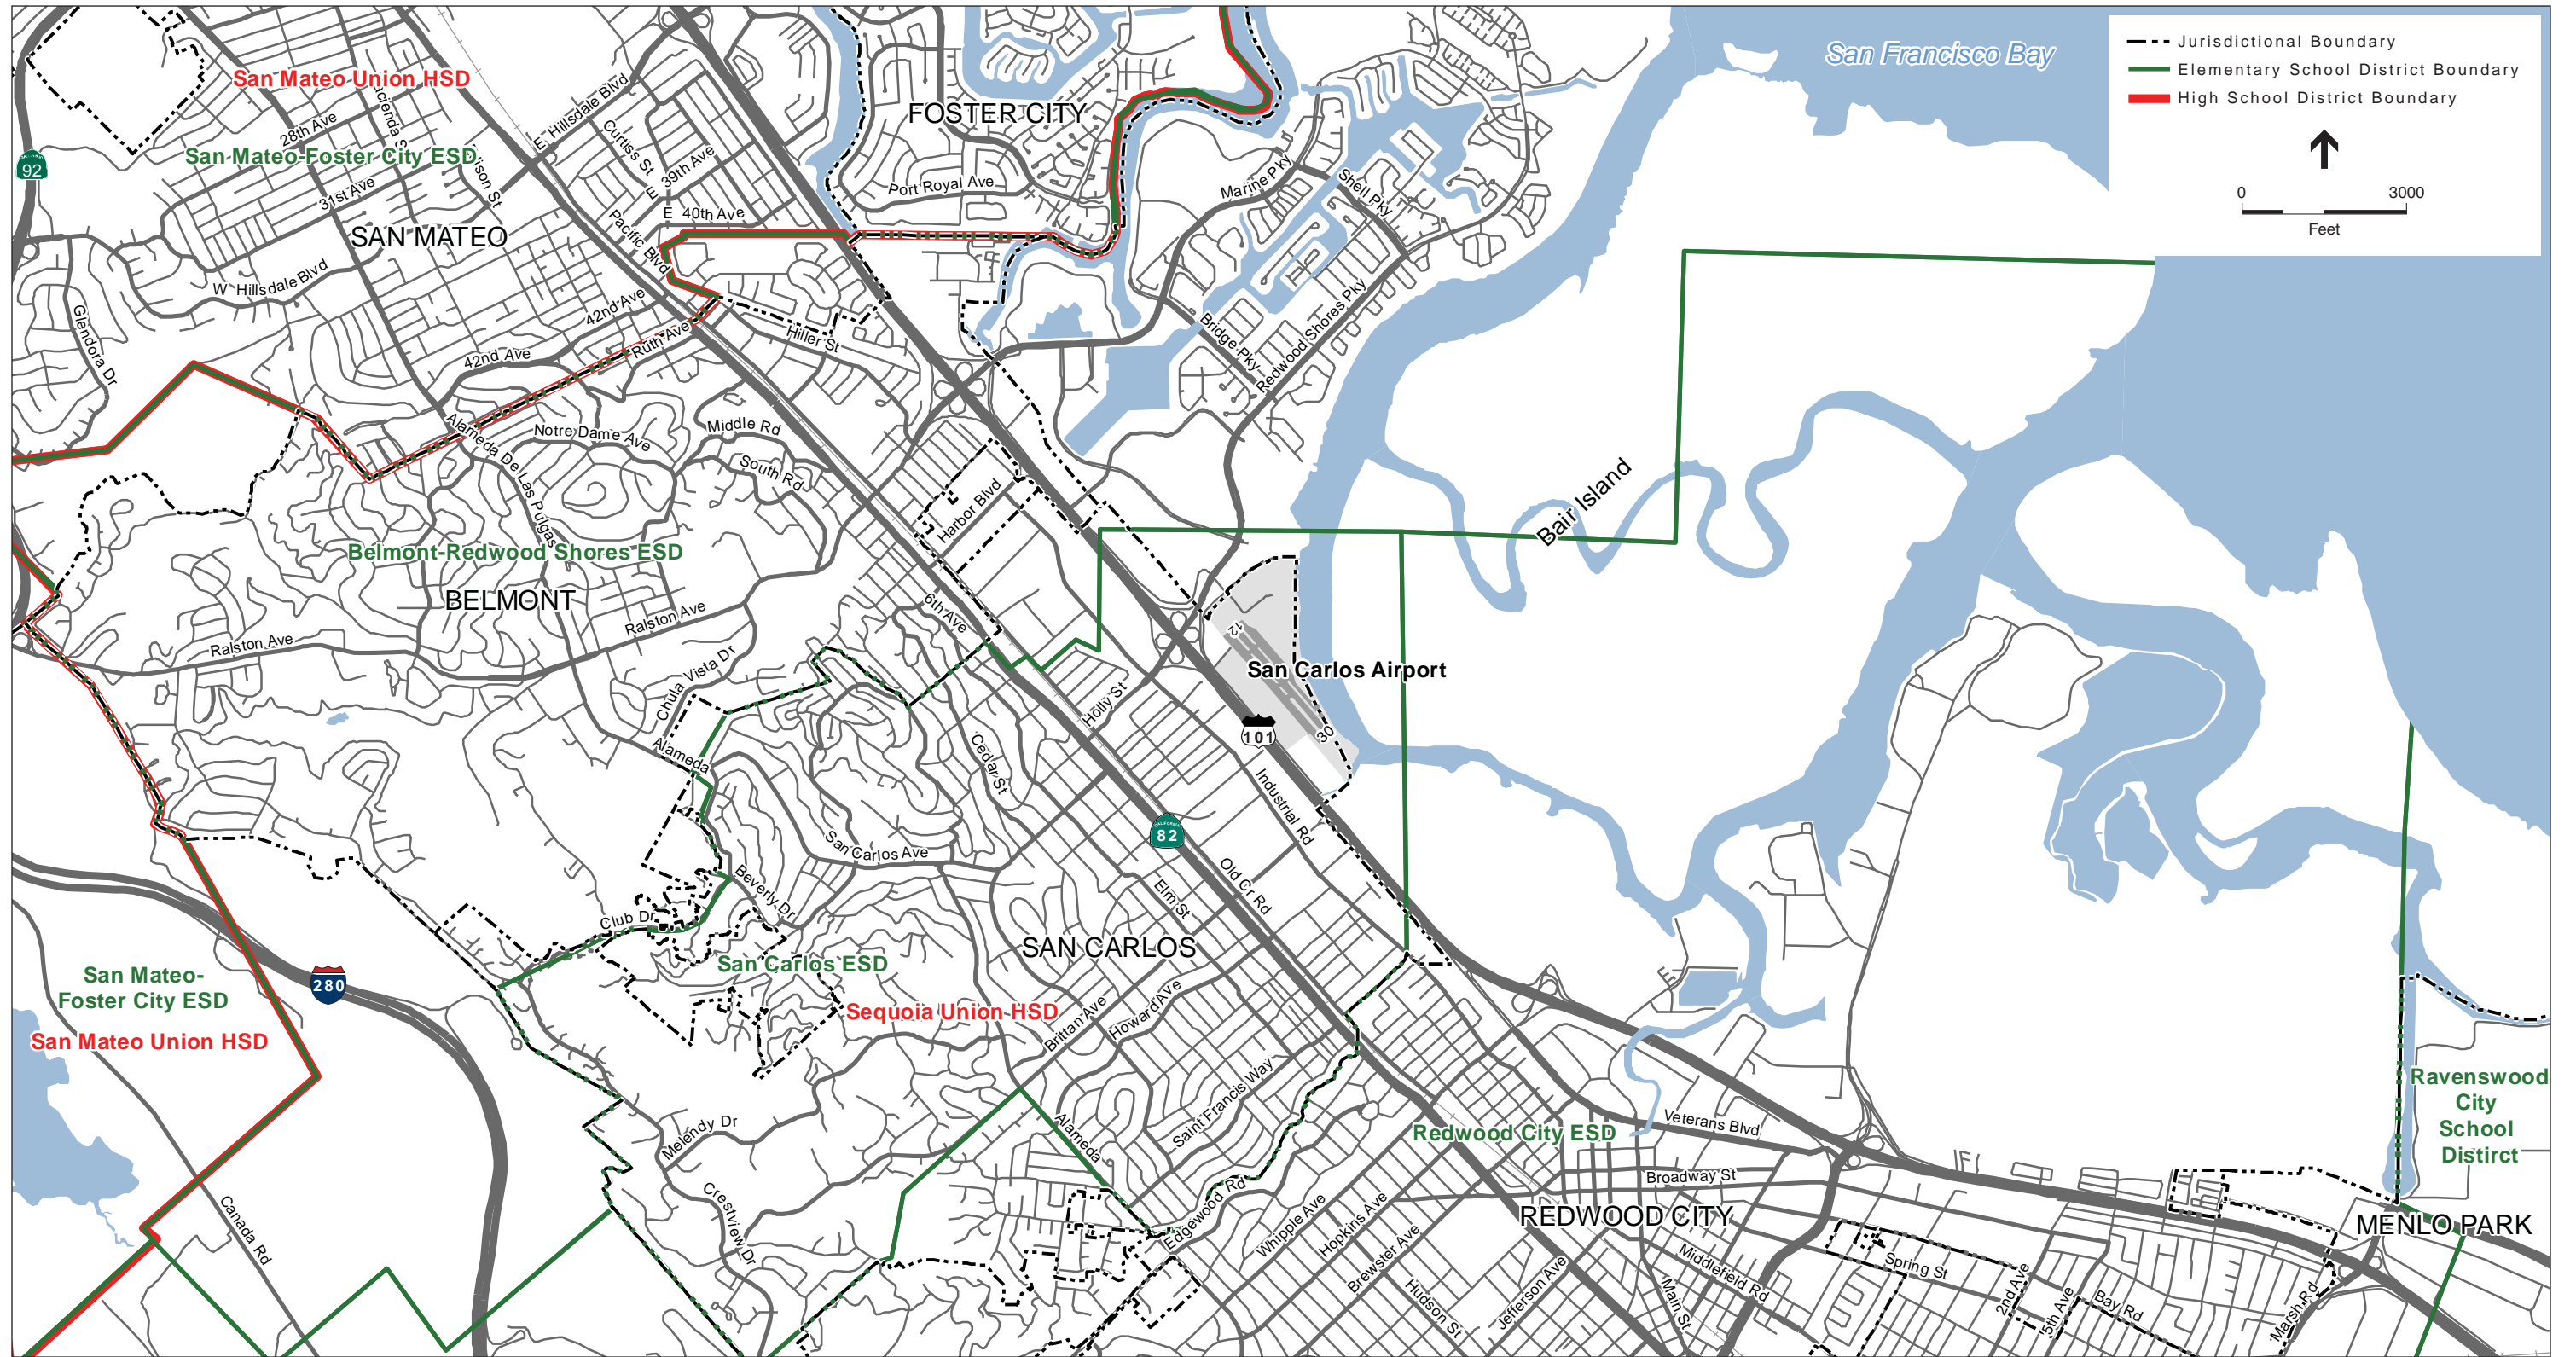 San Francisco Bay
Jurisdictional Boundary
Elementary School District Boundary
High School District Boundary
0 3000
Feet
San Mateo Union HSD
28th Ave
E Hillsdale Blvd
Curtiss St
39th Ave
E
FOSTER CITY
San Mateo-Foster City ESD
92
31st Ave
E 40th Ave
Port Royal Ave
Marine Pky
Shell Pky
SAN MATEO
Pacific Blvd
W Hillsdale Blvd
42nd Ave
Glendora Dr
42nd Ave
Ruth Ave
Hiller St
Bridge Pky
Redwood Shores Pky
Alameda De Las Pulgas
Notre Dame Ave
Middle Rd
South Rd
Harbor Blvd
Bair Island
Belmont-Redwood Shores ESD
BELMONT
6th Ave
Ralston Ave
Ralston Ave
12
San Carlos Airport
30
Chula Vista Dr
Holly St
101
Alameda
Cedar St
Industrial Rd
CALIFORNIA
82
San Carlos Ave
Beverly Dr
Elm St
Old Cr Rd
Club Dr
SAN CARLOS
San Carlos ESD
San Mateo-
Foster City ESD
280
Sequoia Union HSD
San Mateo Union HSD
Brittan Ave
Howard Ave
Saint Francis Way
Alameda
Melendy Dr
Redwood City ESD
Veterans Blvd
Ravenswood
City
School
Distirct
Broadway St
Crestview Dr
Edgewood Rd
Canada Rd
Whipple Ave
Hopkins Ave
Brewster Ave
REDWOOD CITY
MENLO PARK
Hudson St
Jefferson Ave
Main St
Middlefield Rd
Spring St
2nd Ave
5th Ave
Bay Rd
Marsh Rd